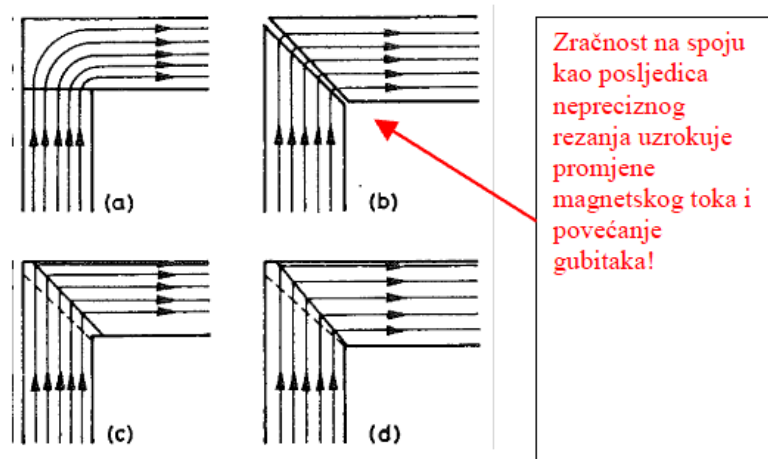 (a)
(b)
(c)
(d)
Zračnost na spoju
kao posljedica
nepreciznog
rezanja uzrokuje
promjene
magnetskog toka i
povećanje
gubitaka!